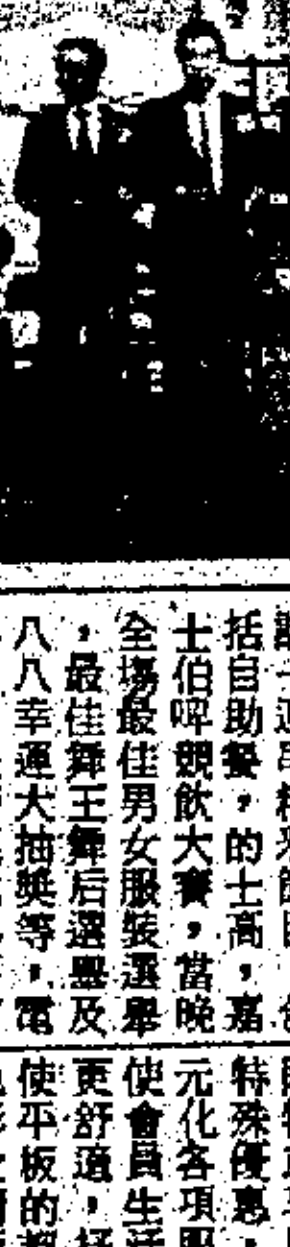 括自助餐，的士高，嘉
士伯啤競飲大賽，當晚
全場最佳男女服裝選舉
，最佳舞王舞后選舉及
八八幸運大抽獎等，電
特殊優惠，
元化各項
使會員生活
更舒適，
使平板的